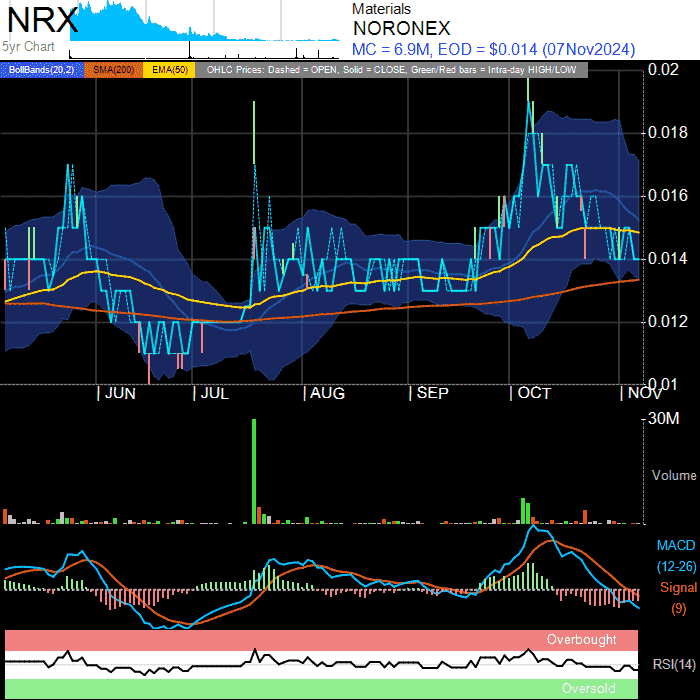 NRX
5yr Chart
Materials
NORONEX
MC = 6.9M, EOD = $0.014 (07Nov2024)
BollBands(20,2) SMA(200) EMA(50) OHLC Prices: Dashed = OPEN, Solid = CLOSE, Green/Red bars = Intra-day HIGH/LOW
0.02
0.018
0.016
0.014
0.012
0.01
JUN JUL AUG SEP OCT NOV
30M
Volume
MACD
(12-26)
Signal
(9)
Overbought
RSI(14)
Oversold